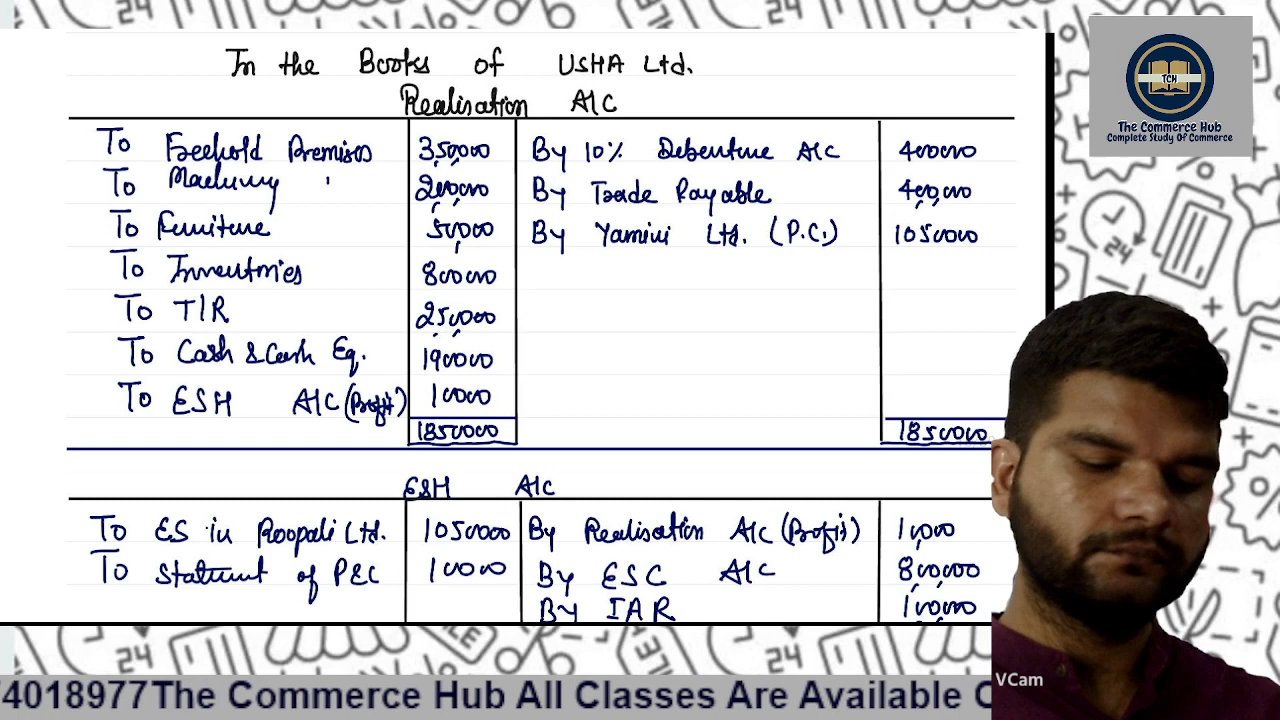 In the Books of USHA Ltd.
Realisation A/C
To Freehold Premises 350000 By 10% Debenture A/C 400000
To Machinery 200000 By Trade Payable 400000
To Furniture 50000 By Yamini Ltd. (P.C.) 1050000
To Inventories 800000
To T/R 250000
To Cash & Cash Eq. 190000
To ESH A/C (Profit) 10000
1850000 1850000
ESH A/C
To ES in Roopali Ltd. 1050000 By Realisation A/C (Profit) 10000
To Statment of P&C 10000 By ESC A/C 800000
By IAR 100000
TCH
The Commerce Hub
Complete Study Of Commerce
VCam
74018977 The Commerce Hub All Classes Are Available